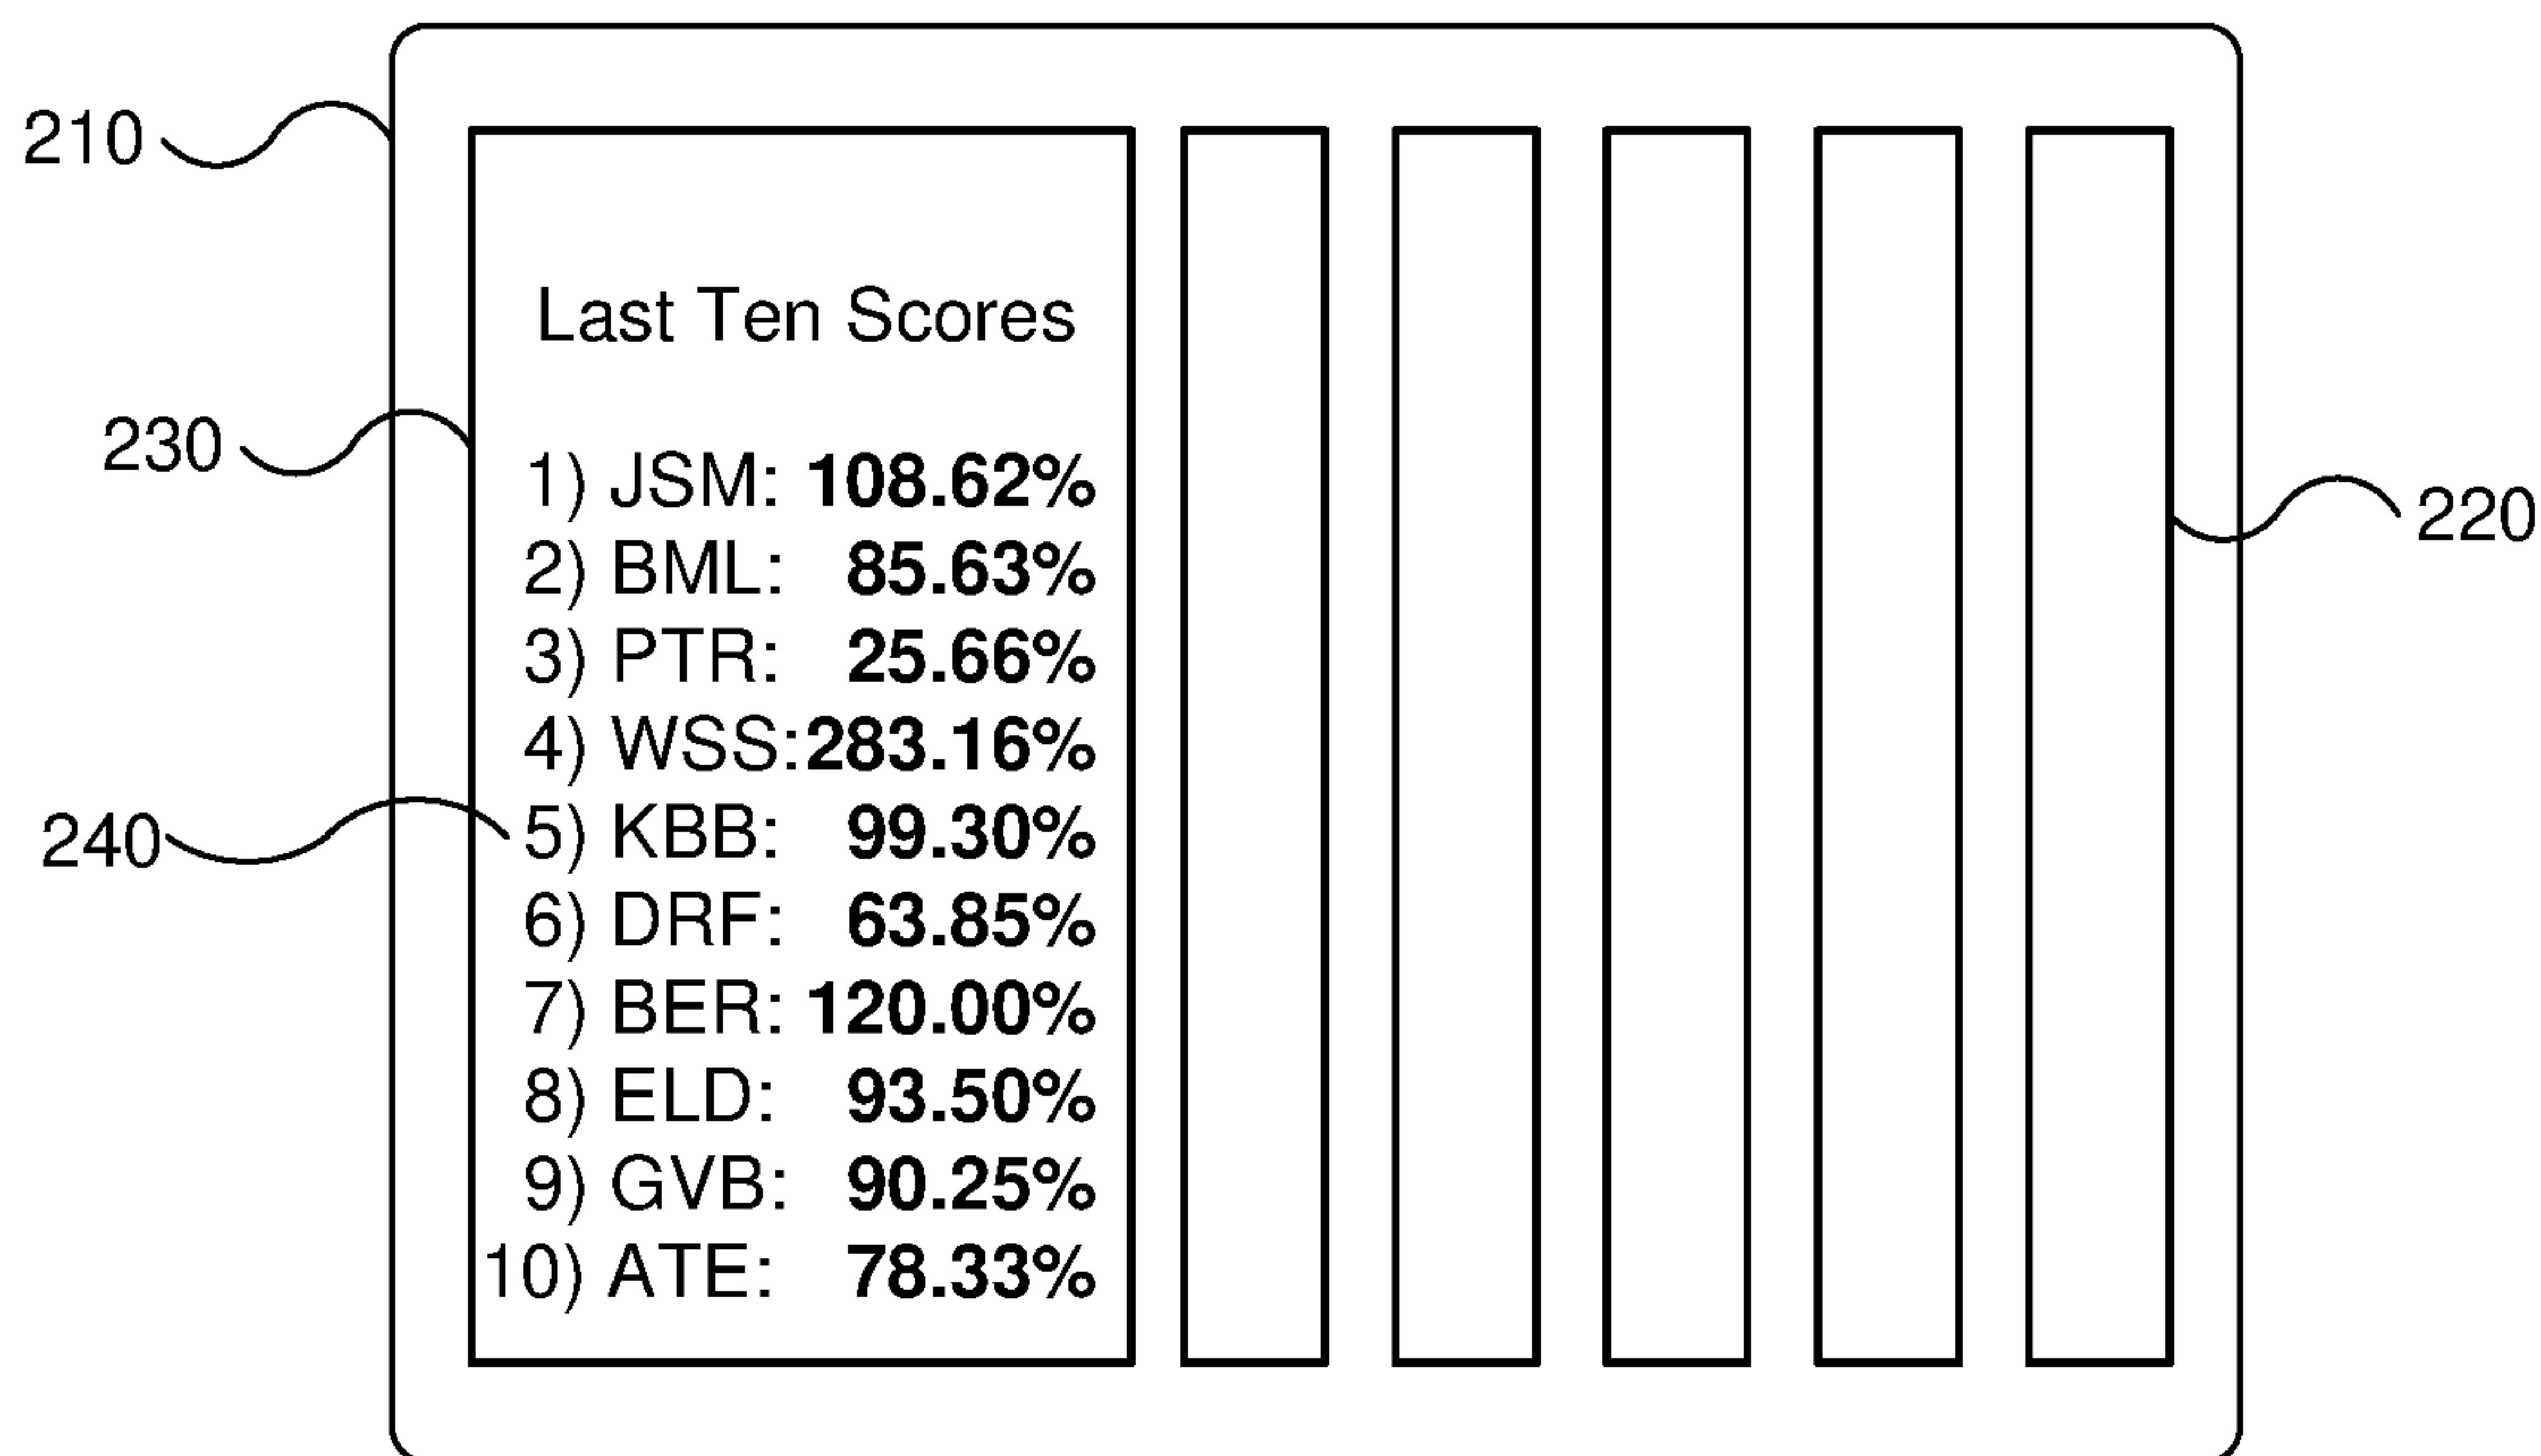 210
Last Ten Scores
230
1) JSM: 108.62%
220
2) BML: 85.63%
3) PTR: 25.66%
4) WSS:283.16%
240
5) KBB: 99.30%
6) DRF: 63.85%
7) BER: 120.00%
8) ELD: 93.50%
9) GVB: 90.25%
10) ATE: 78.33%